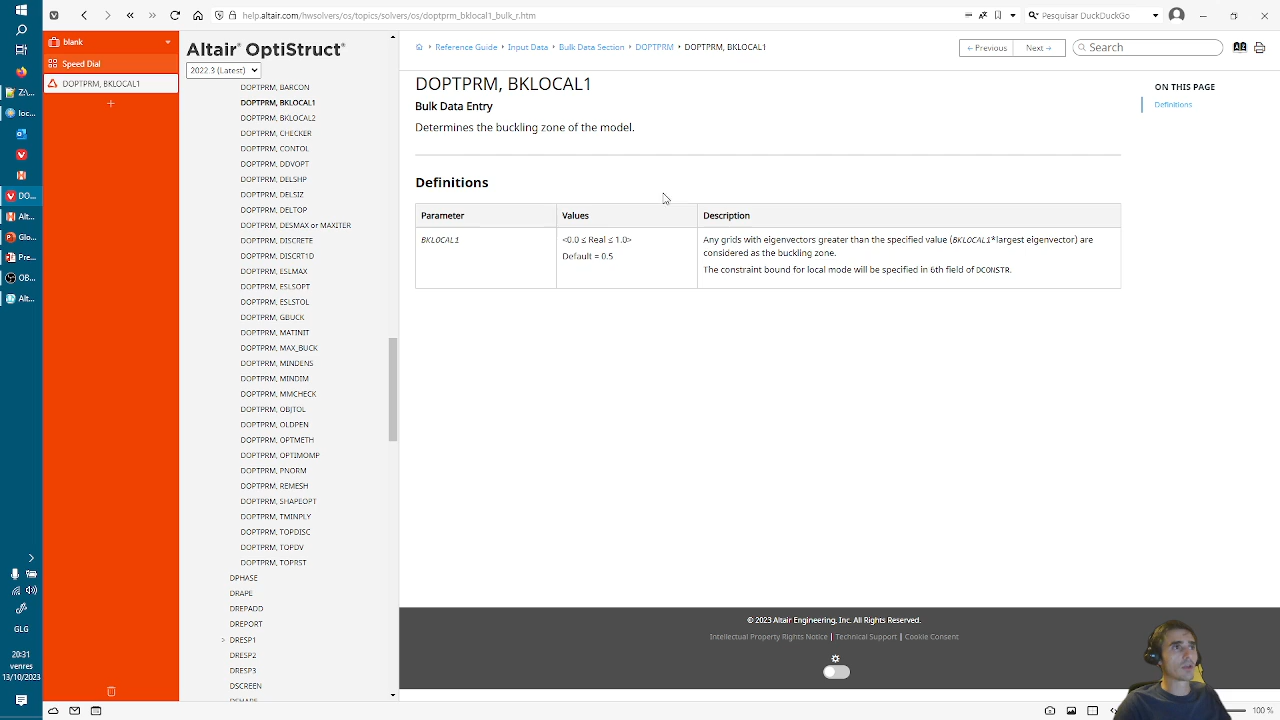 help.altair.com/hwsolvers/os/topics/solvers/os/doptprm_bklocal1_bulk_r.htm
Pesquisar DuckDuckGo
blank
Speed Dial
DOPTPRM, BKLOCAL1
DO...
Alt...
Glo...
Gre...
OB...
Alt...
ENG
20:31
venres
13/10/2023
Altair® OptiStruct®
2022.3 (Latest)
DOPTPRM, BARCON
DOPTPRM, BKLOCAL1
DOPTPRM, BKLOCAL2
DOPTPRM, CHECKER
DOPTPRM, CONTOL
DOPTPRM, DDVOPT
DOPTPRM, DELSHP
DOPTPRM, DELSIZ
DOPTPRM, DELTOP
DOPTPRM, DESMAX or MAXITER
DOPTPRM, DISCRETE
DOPTPRM, DISCRT1D
DOPTPRM, ESLMAX
DOPTPRM, ESLSOPT
DOPTPRM, ESLSTOL
DOPTPRM, GBUCK
DOPTPRM, MATINIT
DOPTPRM, MAX_BUCK
DOPTPRM, MINDENS
DOPTPRM, MINDIM
DOPTPRM, MMCHECK
DOPTPRM, OBJTOL
DOPTPRM, OLDPEN
DOPTPRM, OPTMETH
DOPTPRM, OPTIMOMP
DOPTPRM, PNORM
DOPTPRM, REMESH
DOPTPRM, SHAPEOPT
DOPTPRM, TMINPLY
DOPTPRM, TOPDISC
DOPTPRM, TOPDV
DOPTPRM, TOPRST
DPHASE
DRAPE
DREPADD
DREPORT
DRESP1
DRESP2
DRESP3
DSCREEN
Reference Guide › Input Data › Bulk Data Section › DOPTPRM › DOPTPRM, BKLOCAL1
← Previous Next →
Search
DOPTPRM, BKLOCAL1
Bulk Data Entry
Determines the buckling zone of the model.
Definitions
Parameter Values Description
BKLOCAL1 <0.0 ≤ Real ≤ 1.0> Any grids with eigenvectors greater than the specified value (BKLOCAL1*largest eigenvector) are
Default = 0.5 considered as the buckling zone.
The constraint bound for local mode will be specified in 6th field of DCONSTR.
ON THIS PAGE
Definitions
© 2023 Altair Engineering, Inc. All Rights Reserved.
Intellectual Property Rights Notice | Technical Support | Cookie Consent
100 %